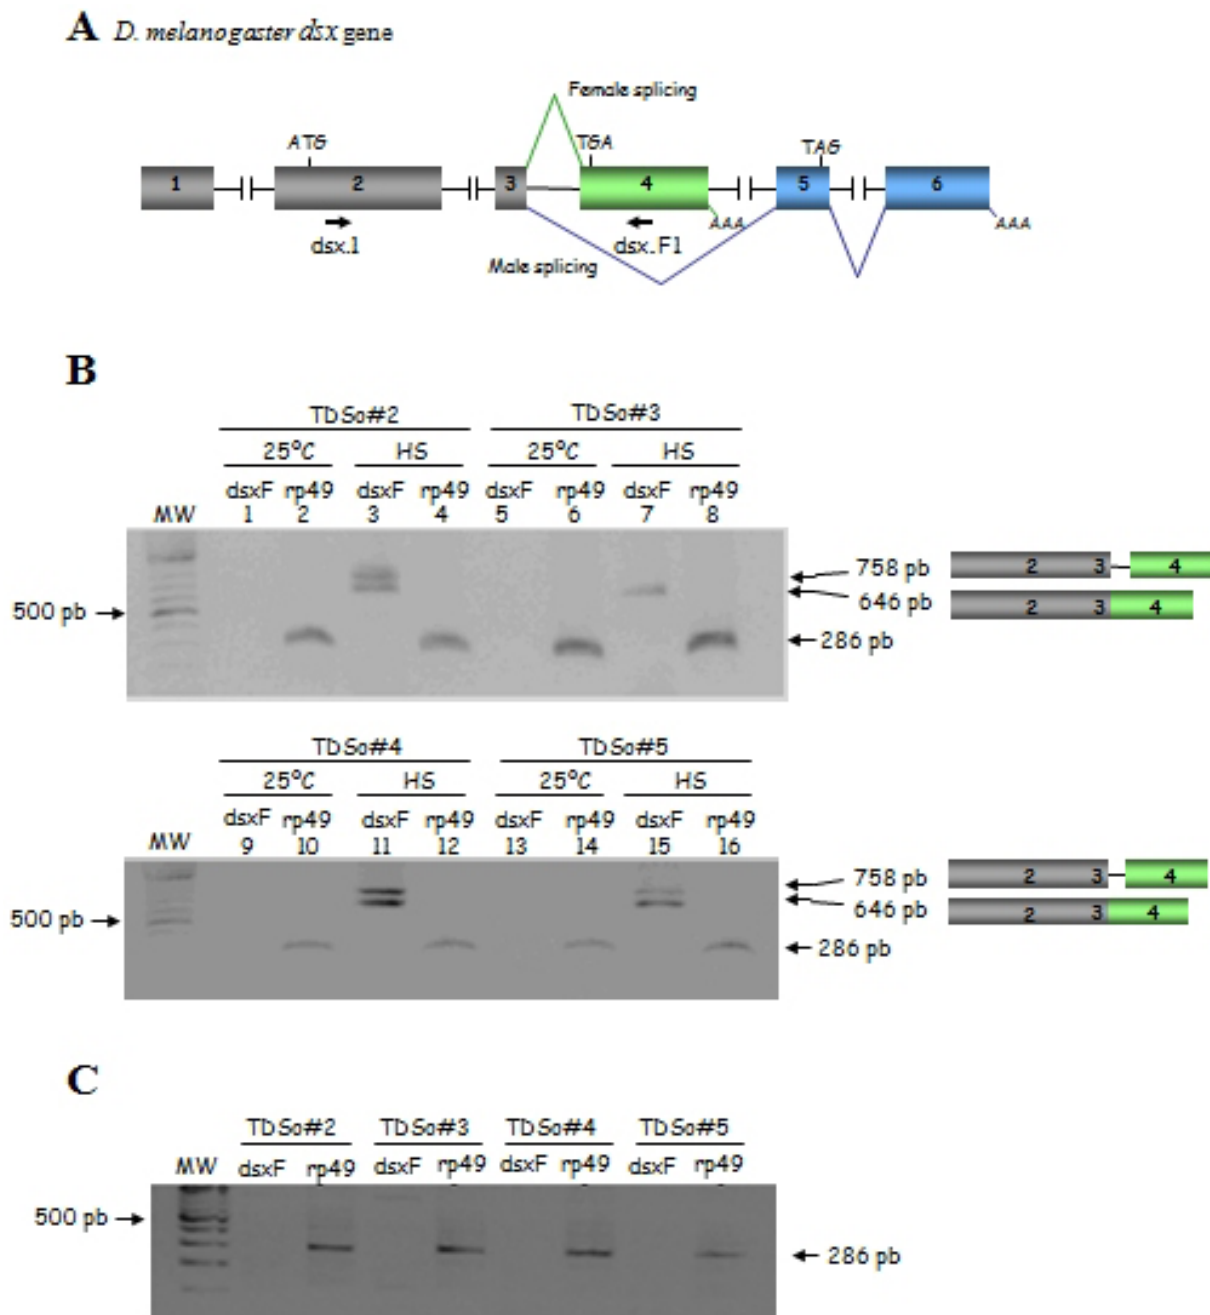 A D. melanogaster dsx gene
Female splicing
ATG TGA TAG
1 2 3 4 5 6
AAA AAA
dsx.1 dsx.F1
Male splicing
B
TDSo#2 TDSo#3
25ºC HS 25ºC HS
dsxF rp49 dsxF rp49 dsxF rp49 dsxF rp49
MW 1 2 3 4 5 6 7 8
758 pb 2 3 4
500 pb 646 pb 2 3 4
286 pb
TDSo#4 TDSo#5
25ºC HS 25ºC HS
dsxF rp49 dsxF rp49 dsxF rp49 dsxF rp49
MW 9 10 11 12 13 14 15 16
758 pb 2 3 4
500 pb 646 pb 2 3 4
286 pb
C
TDSo#2 TDSo#3 TDSo#4 TDSo#5
MW dsxF rp49 dsxF rp49 dsxF rp49 dsxF rp49
500 pb
286 pb